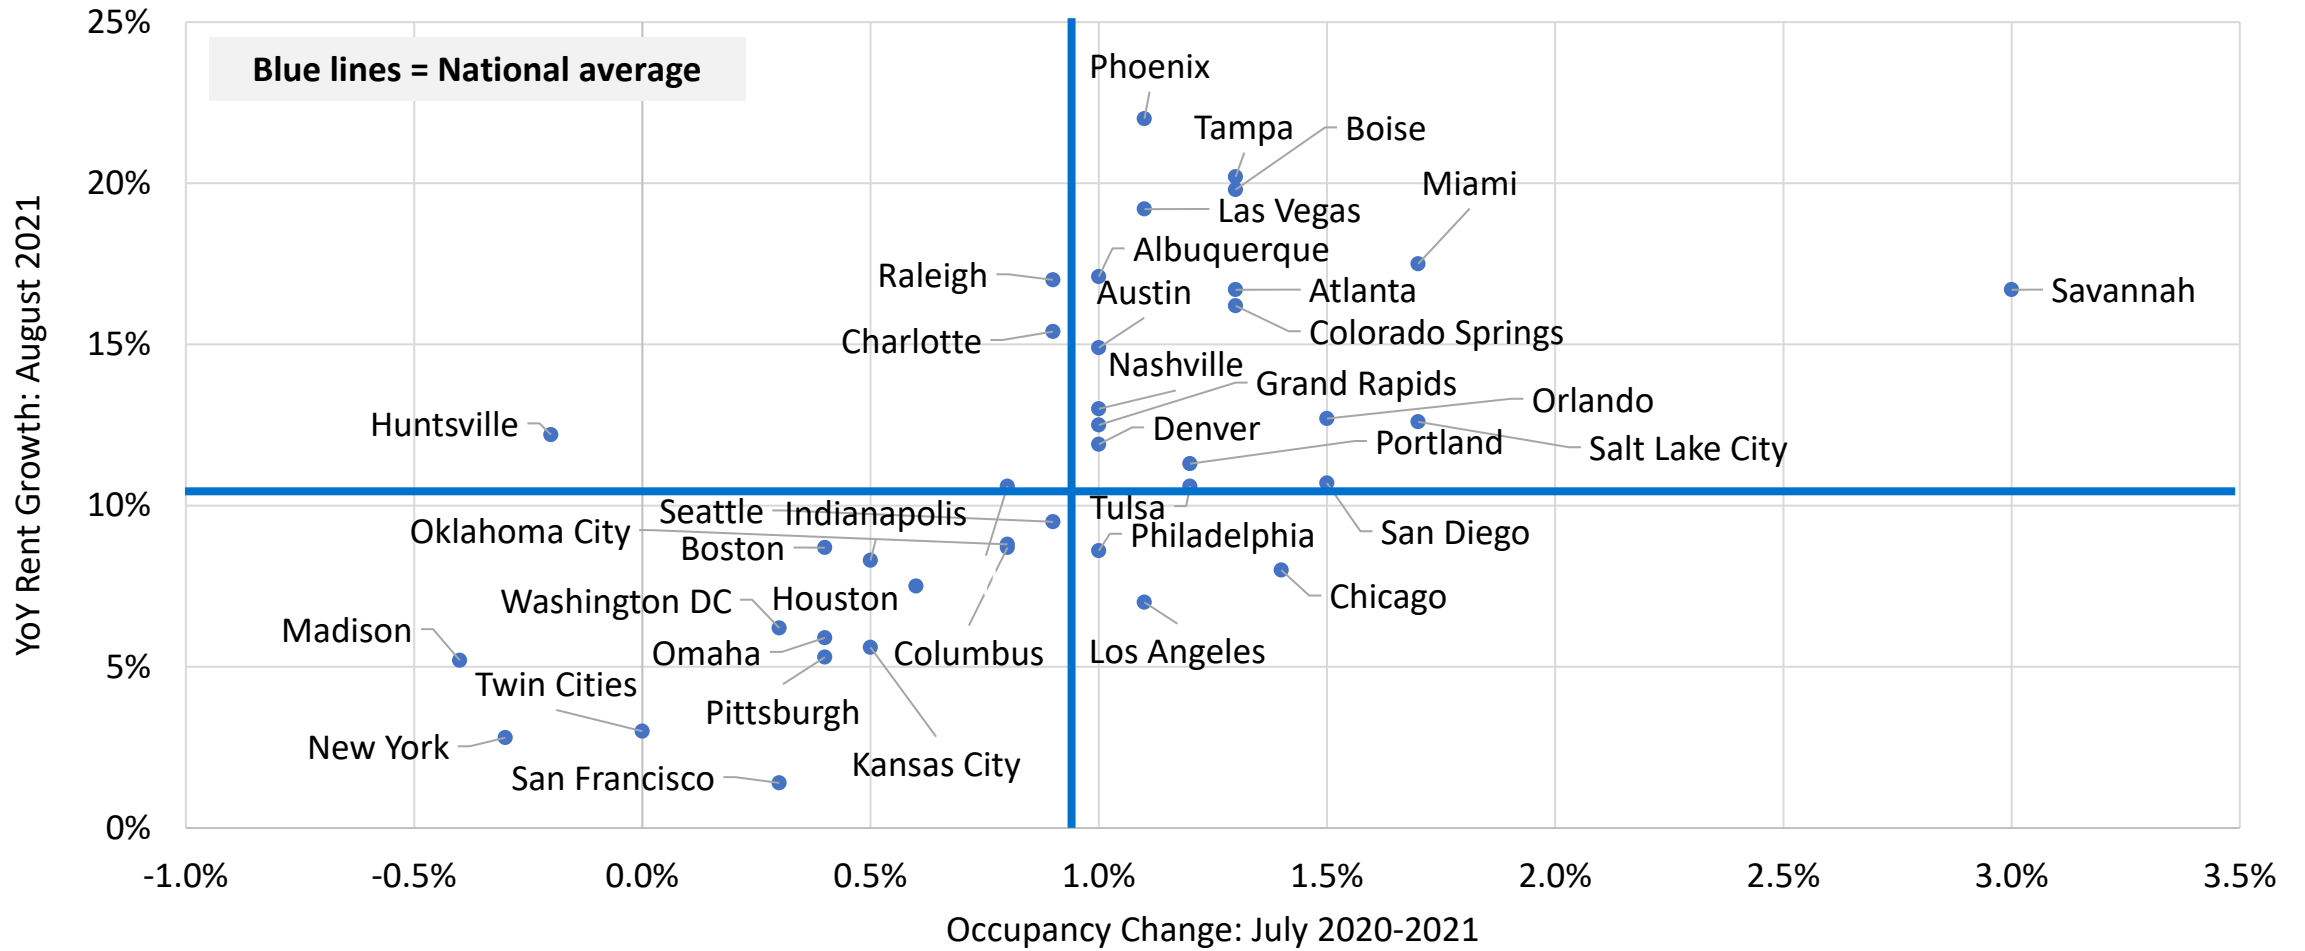 25%
Blue lines = National average
Phoenix
Tampa
Boise
20%
Miami
Las Vegas
Albuquerque
Raleigh
Austin
Atlanta
Savannah
Charlotte
15%
Colorado Springs
Nashville
Grand Rapids
Orlando
Huntsville
Denver
Portland
Salt Lake City
10%
Seattle
Indianapolis
Tulsa
Oklahoma City
Boston
Philadelphia
San Diego
Washington DC
Houston
Chicago
Madison
Omaha
Columbus
Los Angeles
5%
Twin Cities
Pittsburgh
New York
Kansas City
San Francisco
0%
YoY Rent Growth: August 2021
-1.0%
-0.5%
0.0%
0.5%
1.0%
1.5%
2.0%
2.5%
3.0%
3.5%
Occupancy Change: July 2020-2021